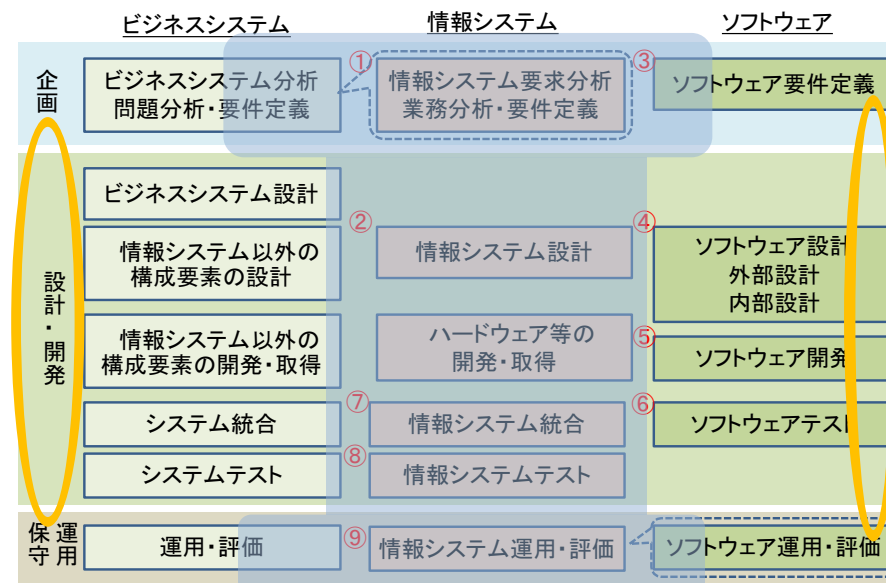 ビジネスシステム
情報システム
ソフトウェア
企画
ビジネスシステム分析
問題分析・要件定義
①
情報システム要求分析
業務分析・要件定義
③
ソフトウェア要件定義
設計・開発
ビジネスシステム設計
情報システム以外の
構成要素の設計
②
情報システム設計
④
ソフトウェア設計
外部設計
内部設計
情報システム以外の
構成要素の開発・取得
ハードウェア等の
開発・取得
⑤
ソフトウェア開発
システム統合
⑦
情報システム統合
⑥
ソフトウェアテスト
システムテスト
⑧
情報システムテスト
運用
保守
運用・評価
⑨
情報システム運用・評価
ソフトウェア運用・評価